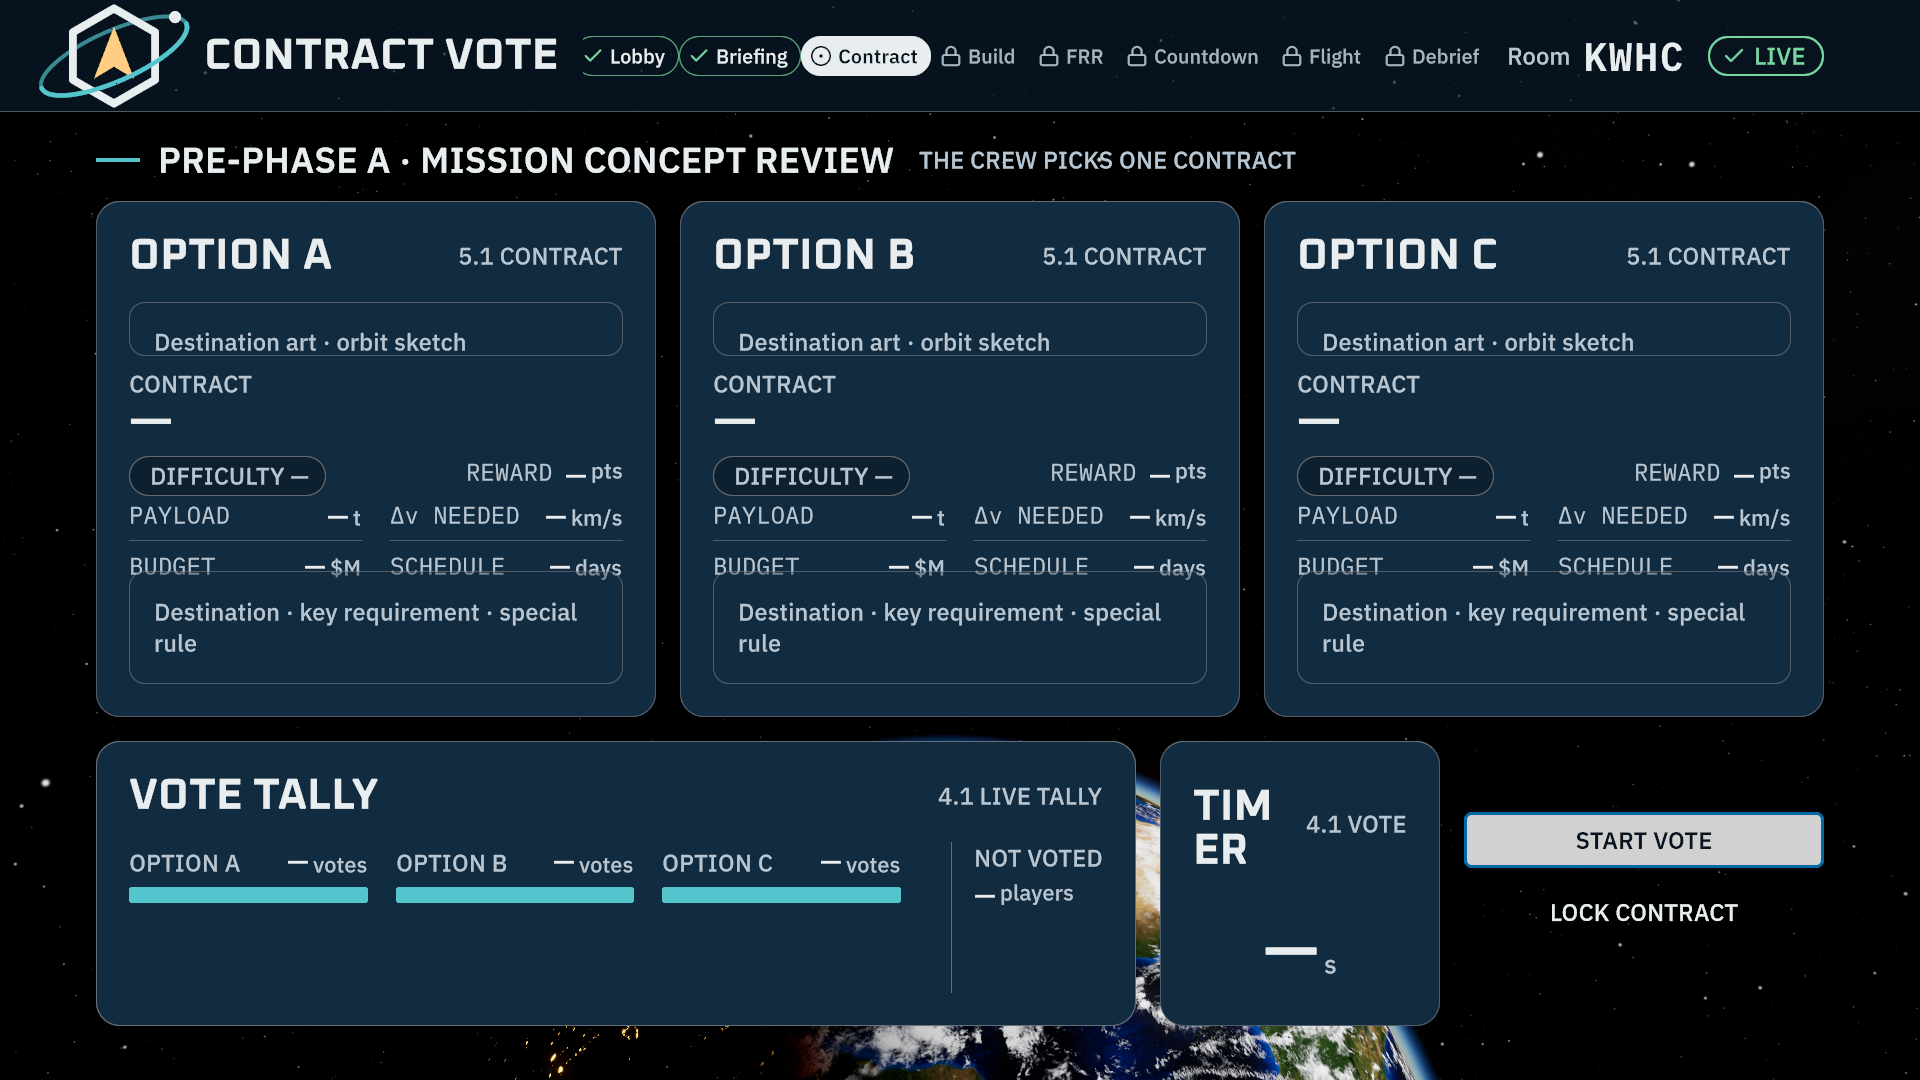 CONTRACT VOTE
Lobby
Briefing
Contract
Build
FRR
Countdown
Flight
Debrief
Room KWHC
LIVE
PRE-PHASE A · MISSION CONCEPT REVIEW
THE CREW PICKS ONE CONTRACT
OPTION A
5.1 CONTRACT
Destination art · orbit sketch
CONTRACT
—
DIFFICULTY —
REWARD — pts
PAYLOAD — t
Δv NEEDED — km/s
BUDGET — $M
SCHEDULE — days
Destination · key requirement · special
rule
OPTION B
5.1 CONTRACT
Destination art · orbit sketch
CONTRACT
—
DIFFICULTY —
REWARD — pts
PAYLOAD — t
Δv NEEDED — km/s
BUDGET — $M
SCHEDULE — days
Destination · key requirement · special
rule
OPTION C
5.1 CONTRACT
Destination art · orbit sketch
CONTRACT
—
DIFFICULTY —
REWARD — pts
PAYLOAD — t
Δv NEEDED — km/s
BUDGET — $M
SCHEDULE — days
Destination · key requirement · special
rule
VOTE TALLY
4.1 LIVE TALLY
OPTION A — votes
OPTION B — votes
OPTION C — votes
NOT VOTED
— players
TIM
ER
4.1 VOTE
— s
START VOTE
LOCK CONTRACT